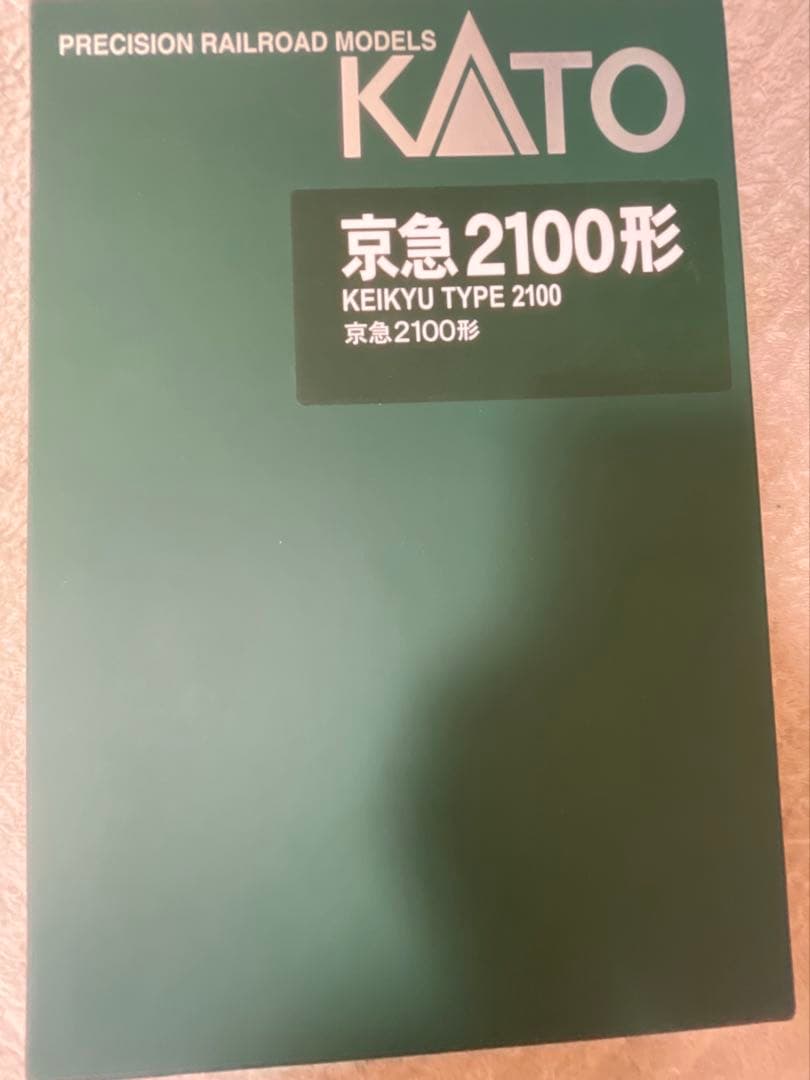 PRECISION RAILROAD MODELS
KATO
京急2100形
KEIKYU TYPE 2100
京急2100形